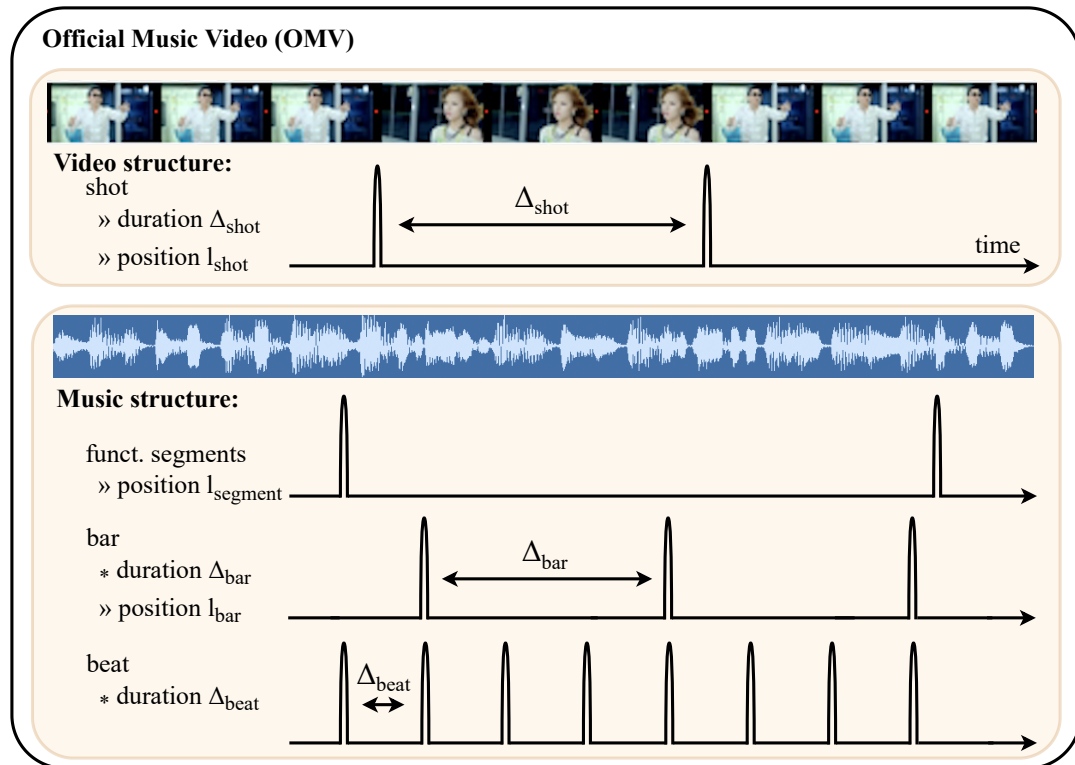 Official Music Video (OMV)
Video structure:
shot
» duration Δshot
» position lshot
Δshot
time
Music structure:
funct. segments
» position lsegment
bar
* duration Δbar
» position lbar
Δbar
beat
* duration Δbeat
Δbeat